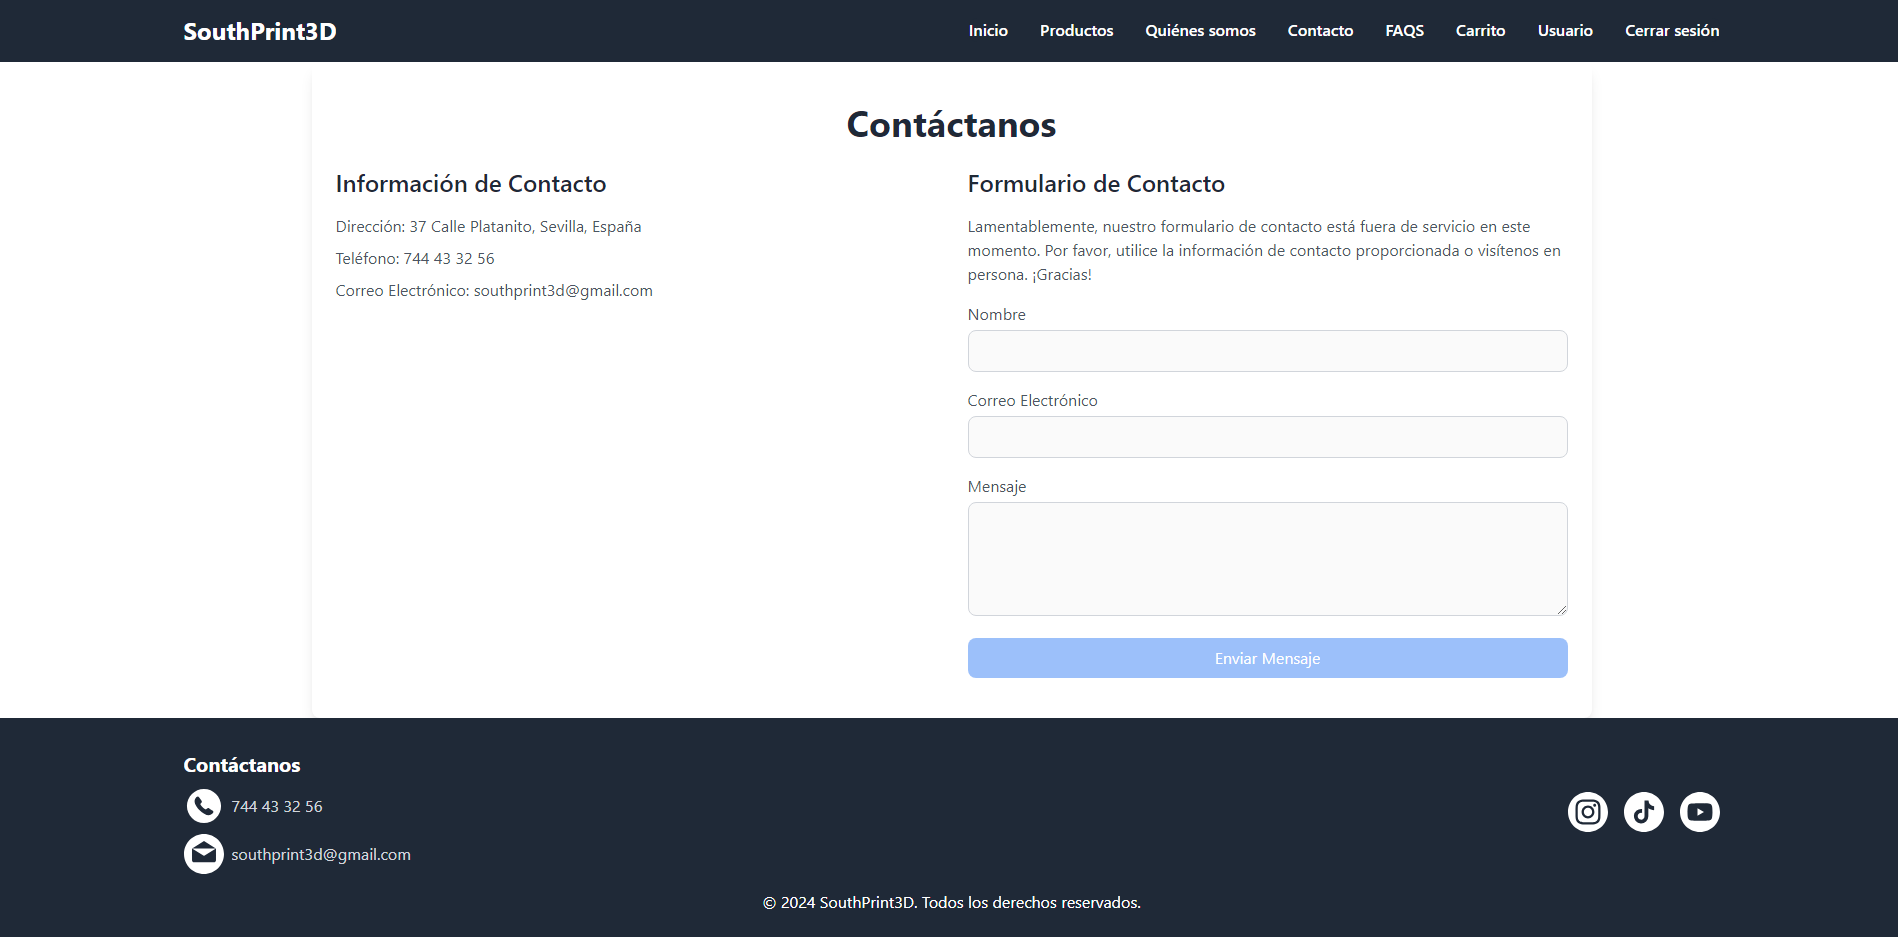 SouthPrint3D
Inicio Productos Quiénes somos Contacto FAQS Carrito Usuario Cerrar sesión
Contáctanos
Información de Contacto
Dirección: 37 Calle Platanito, Sevilla, España
Teléfono: 744 43 32 56
Correo Electrónico: southprint3d@gmail.com
Formulario de Contacto
Lamentablemente, nuestro formulario de contacto está fuera de servicio en este
momento. Por favor, utilice la información de contacto proporcionada o visítenos en
persona. ¡Gracias!
Nombre
Correo Electrónico
Mensaje
Enviar Mensaje
Contáctanos
744 43 32 56
southprint3d@gmail.com
© 2024 SouthPrint3D. Todos los derechos reservados.